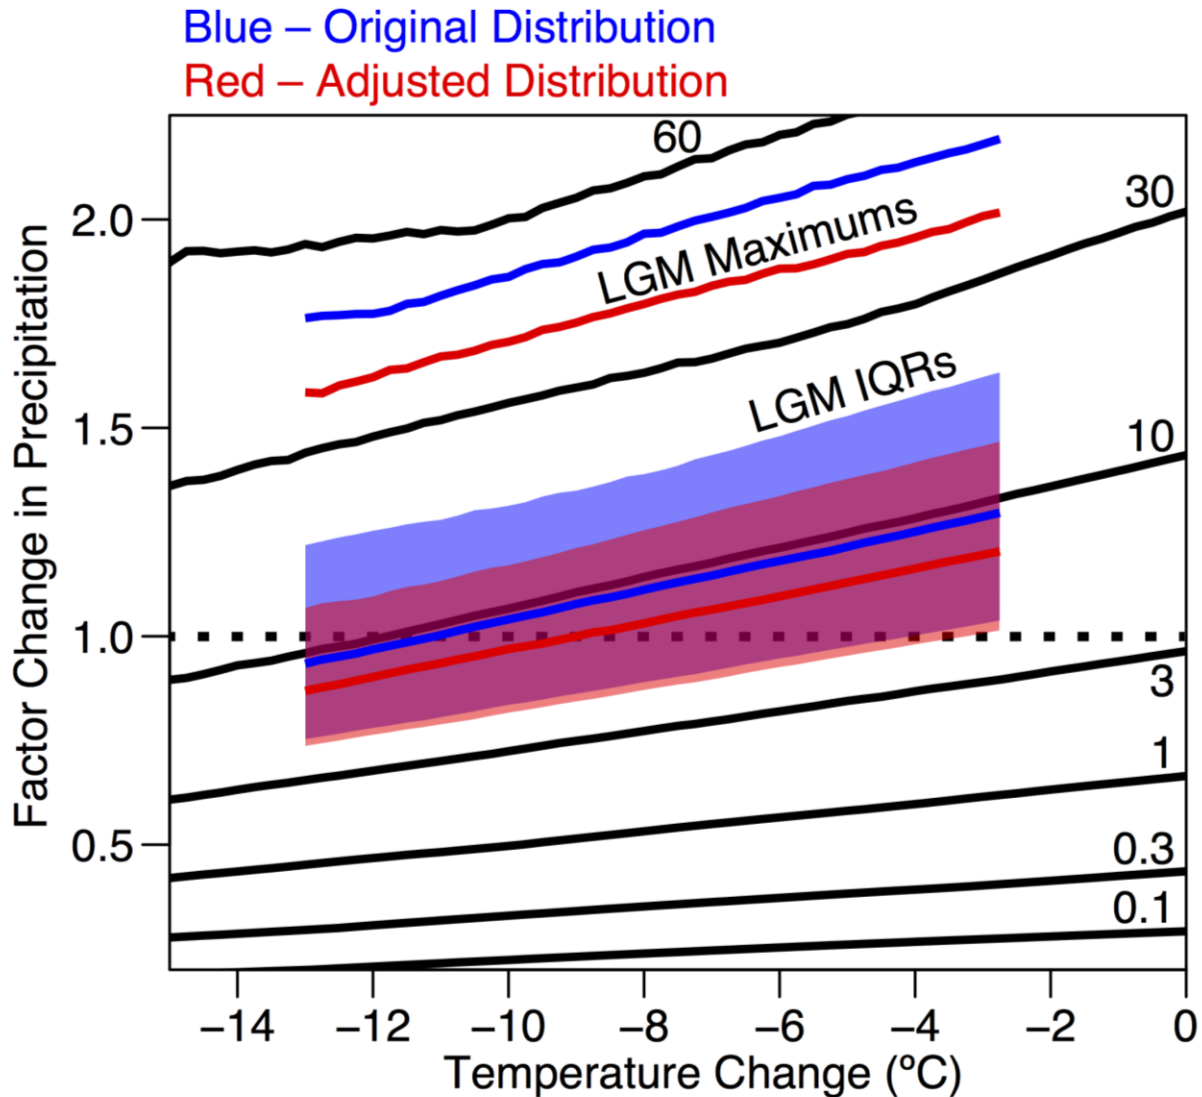 Blue – Original Distribution
Red – Adjusted Distribution
60
30
2.0
LGM Maximums
LGM IQRs
1.5
10
1.0
3
1
0.5
0.3
0.1
−14 −12 −10 −8 −6 −4 −2 0
Temperature Change (ºC)
Factor Change in Precipitation